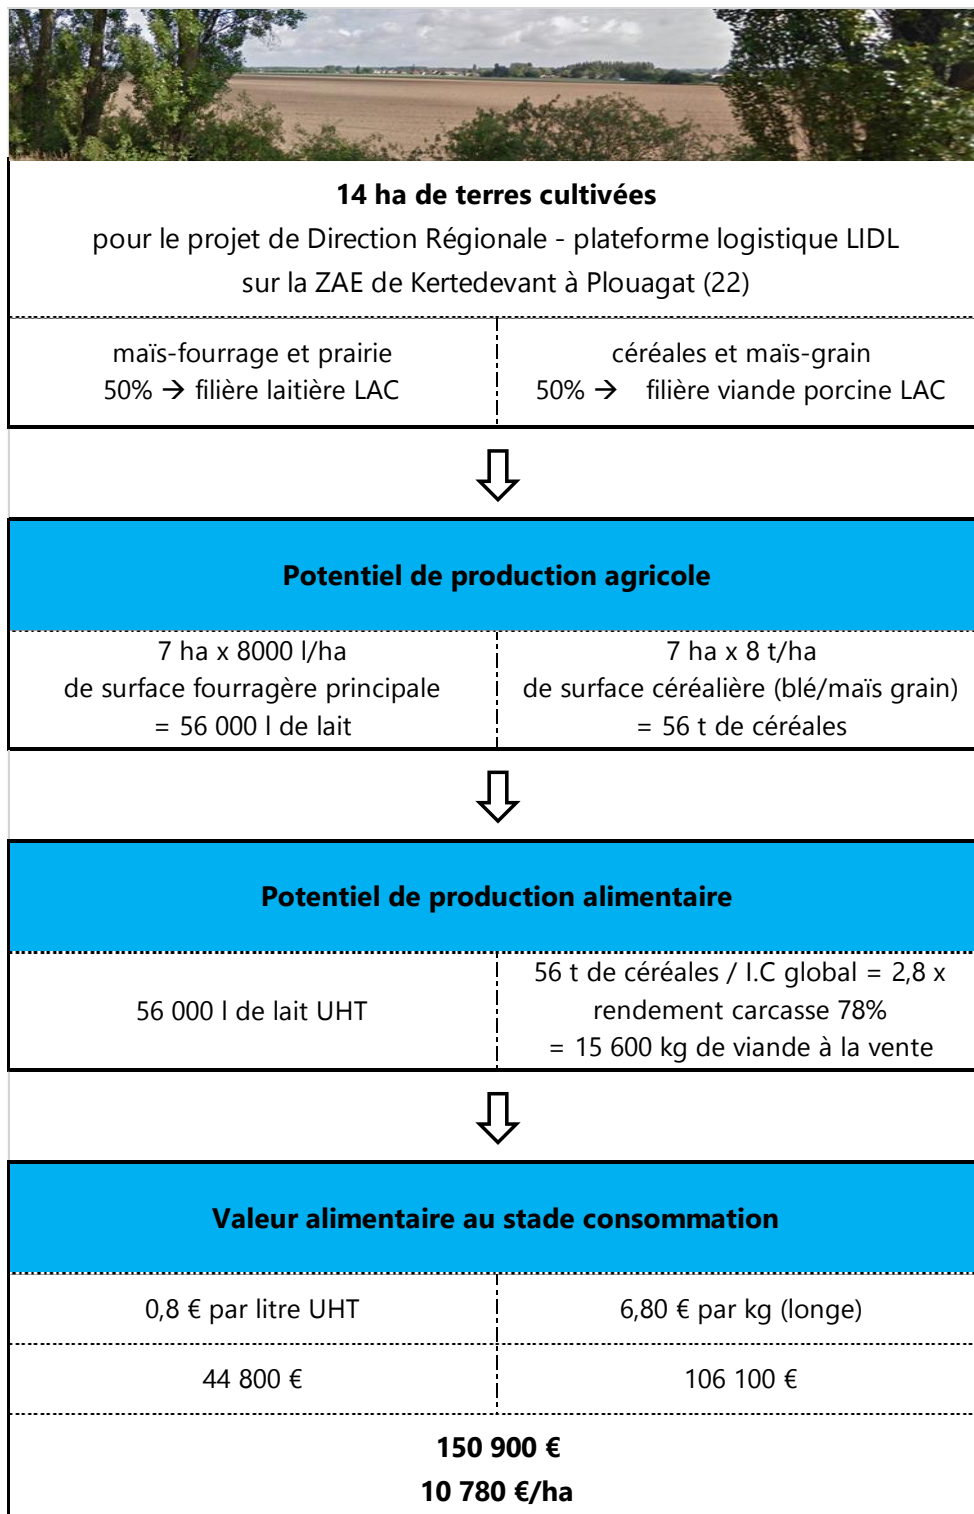 14 ha de terres cultivées
pour le projet de Direction Régionale - plateforme logistique LIDL
sur la ZAE de Kertedevant à Plouagat (22)
maïs-fourrage et prairie
50% → filière laitière LAC
céréales et maïs-grain
50% → filière viande porcine LAC
Potentiel de production agricole
7 ha x 8000 l/ha
de surface fourragère principale
= 56 000 l de lait
7 ha x 8 t/ha
de surface céréalière (blé/maïs grain)
= 56 t de céréales
Potentiel de production alimentaire
56 000 l de lait UHT
56 t de céréales / I.C global = 2,8 x
rendement carcasse 78%
= 15 600 kg de viande à la vente
Valeur alimentaire au stade consommation
0,8 € par litre UHT
6,80 € par kg (longe)
44 800 €
106 100 €
150 900 €
10 780 €/ha